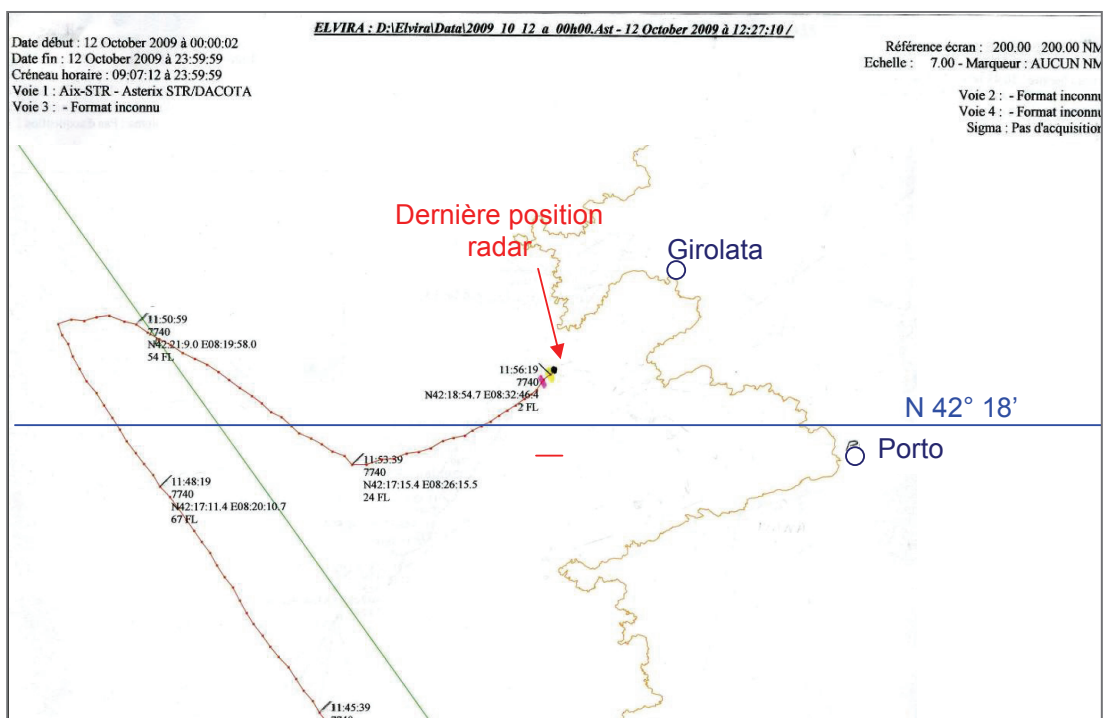 ELVIRA : D:\Elvira\Data\2009_10_12_a_00h00.Ast - 12 October 2009 à 12:27:10 /
Date début : 12 October 2009 à 00:00:02
Date fin : 12 October 2009 à 23:59:59
Créneau horaire : 09:07:12 à 23:59:59
Voie 1 : Aix-STR - Asterix STR/DACOTA
Voie 3 : - Format inconnu
Référence écran : 200.00 200.00 NM
Echelle : 7.00 - Marqueur : AUCUN NM
Voie 2 : - Format inconnu
Voie 4 : - Format inconnu
Sigma : Pas d'acquisition
Dernière position
radar
Girolata
11:50:59
7740
N42:21:9.0 E08:19:58.0
54 FL
11:56:19
7740
N42:18:54.7 E08:32:46.4
2 FL
N 42° 18’
Porto
11:53:39
7740
N42:17:15.4 E08:26:15.5
24 FL
11:48:19
7740
N42:17:11.4 E08:20:10.7
67 FL
11:45:39
7740